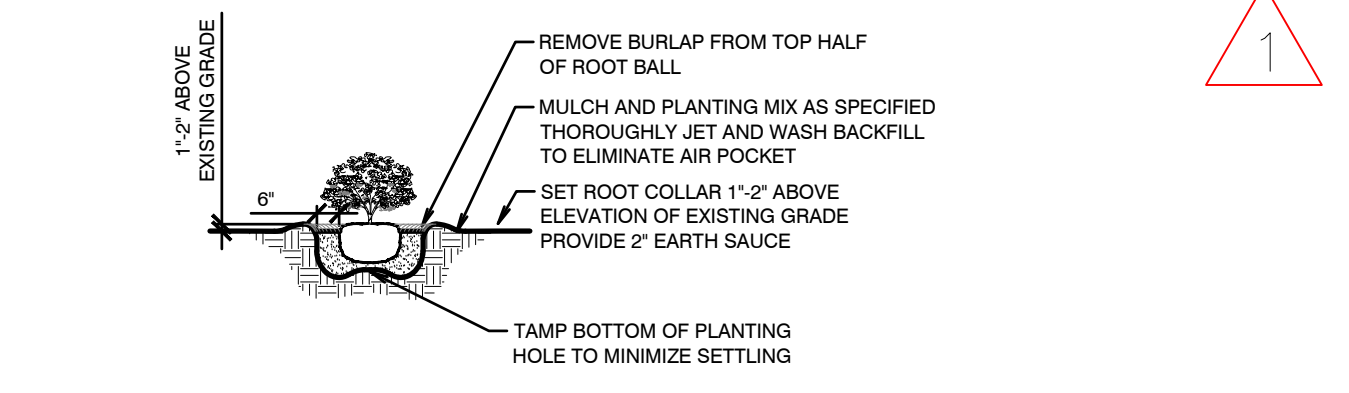 1"-2" ABOVE
EXISTING GRADE
6"
REMOVE BURLAP FROM TOP HALF
OF ROOT BALL
MULCH AND PLANTING MIX AS SPECIFIED
THOROUGHLY JET AND WASH BACKFILL
TO ELIMINATE AIR POCKET
SET ROOT COLLAR 1"-2" ABOVE
ELEVATION OF EXISTING GRADE
PROVIDE 2" EARTH SAUCE
TAMP BOTTOM OF PLANTING
HOLE TO MINIMIZE SETTLING
1